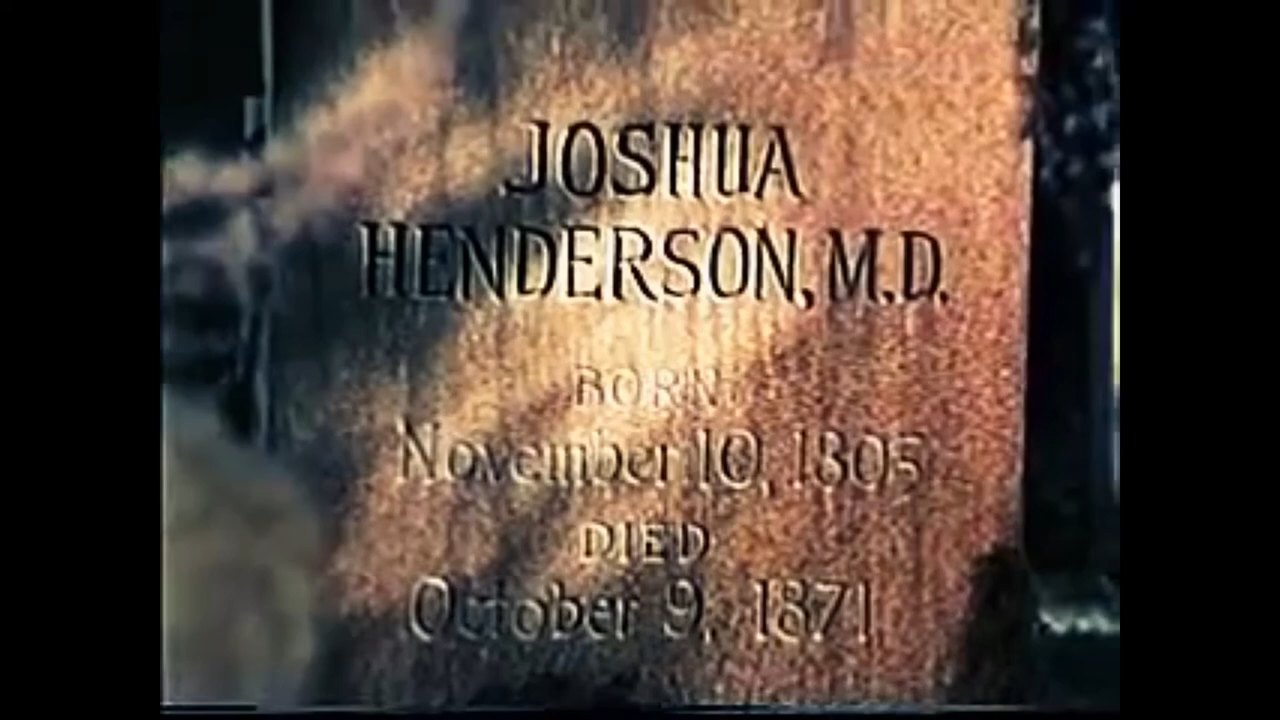 JOSHUA
HENDERSON, M.D.
BORN
November 10, 1805
DIED
October 9, 1871